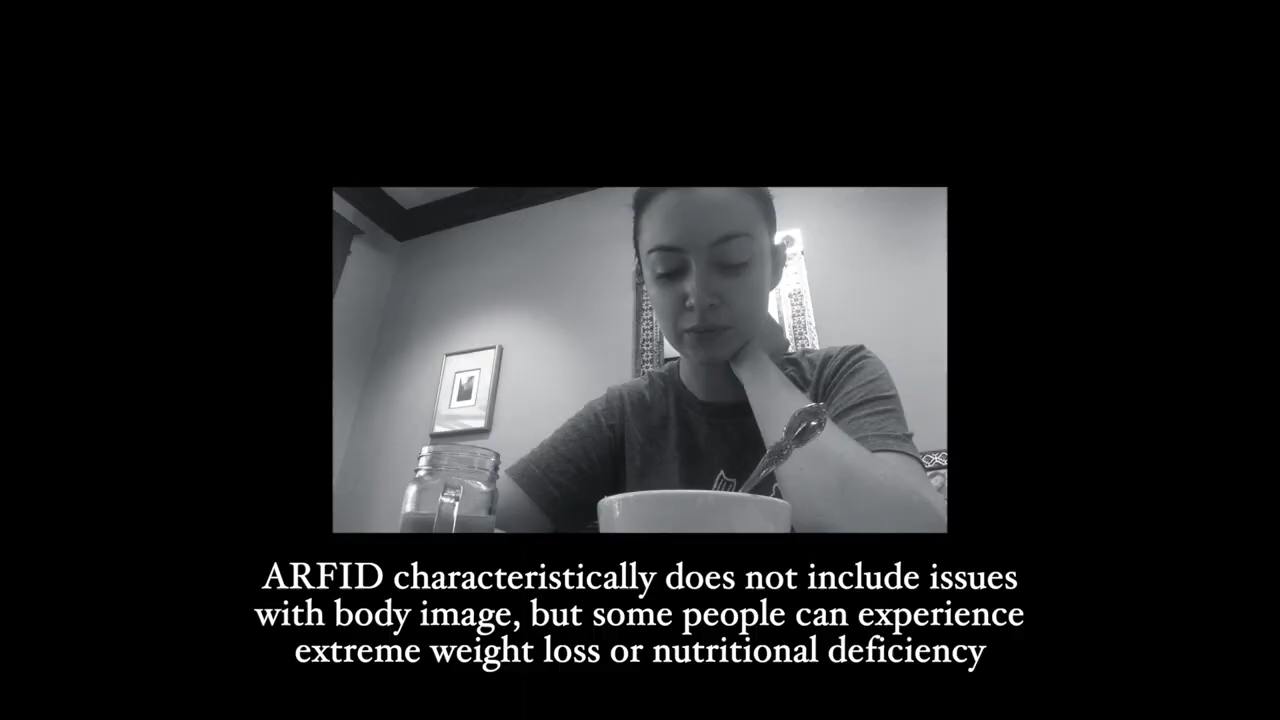 ARFID characteristically does not include issues
with body image, but some people can experience
extreme weight loss or nutritional deficiency